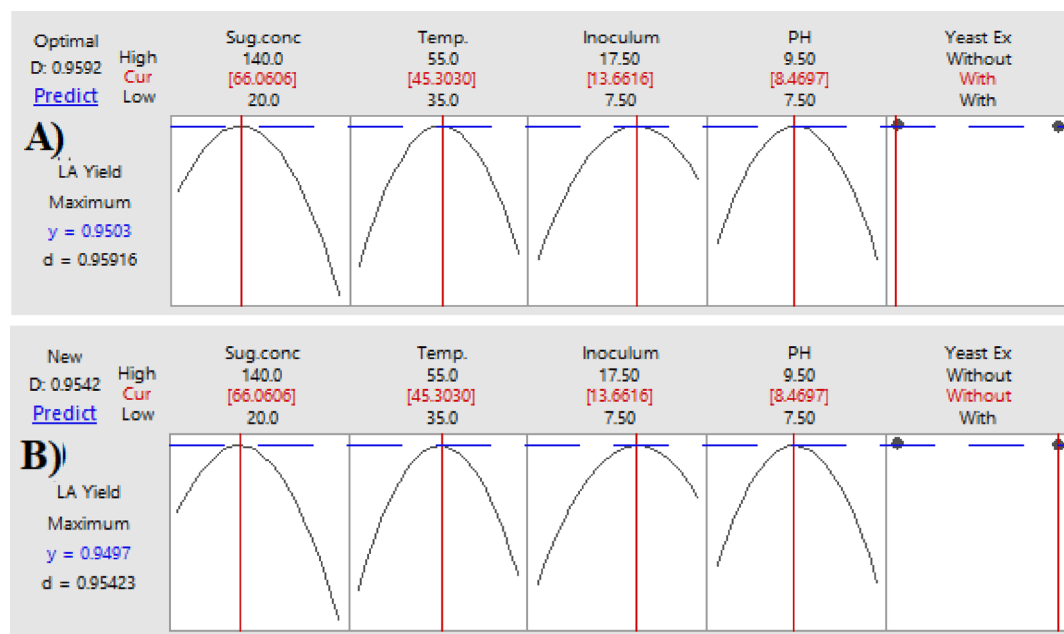 Optimal
D: 0.9592
Predict
High
Cur
Low
Sug.conc
140.0
[66.0606]
20.0
Temp.
55.0
[45.3030]
35.0
Inoculum
17.50
[13.6616]
7.50
PH
9.50
[8.4697]
7.50
Yeast Ex
Without
With
With
A)
LA Yield
Maximum
y = 0.9503
d = 0.95916
New
D: 0.9542
Predict
High
Cur
Low
Sug.conc
140.0
[66.0606]
20.0
Temp.
55.0
[45.3030]
35.0
Inoculum
17.50
[13.6616]
7.50
PH
9.50
[8.4697]
7.50
Yeast Ex
Without
Without
With
B)
LA Yield
Maximum
y = 0.9497
d = 0.95423